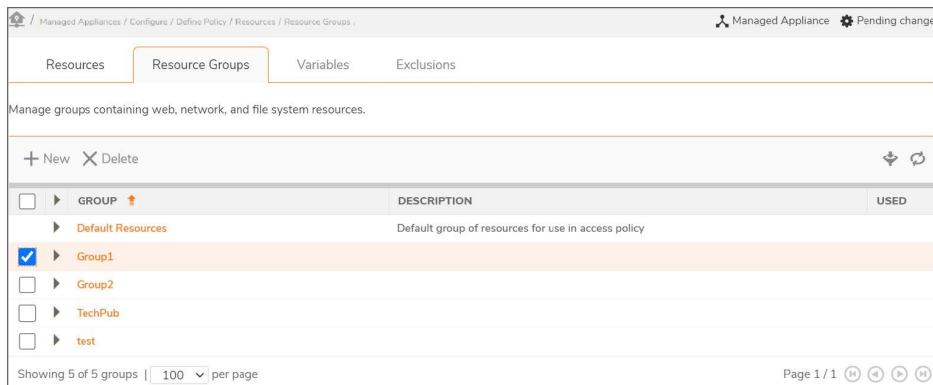 / Managed Appliances / Configure / Define Policy / Resources / Resource Groups . Managed Appliance Pending change
Resources Resource Groups Variables Exclusions
Manage groups containing web, network, and file system resources.
New Delete
GROUP DESCRIPTION USED
Default Resources Default group of resources for use in access policy
Group1
Group2
TechPub
test
Showing 5 of 5 groups | 100 per page Page 1 / 1